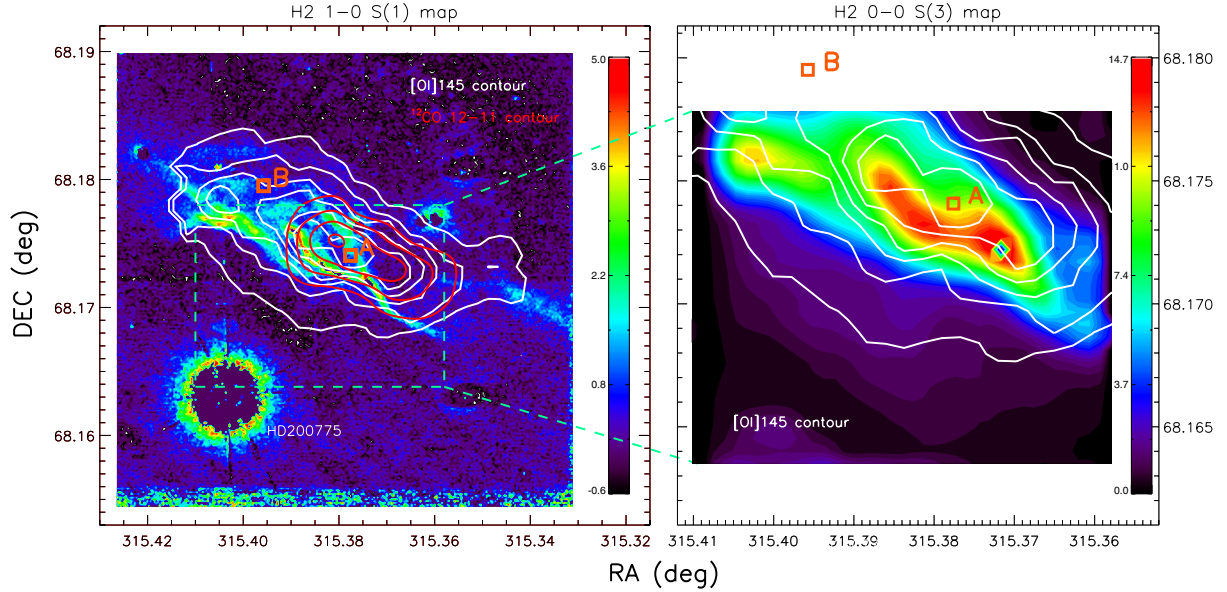 H2 1-0 S(1) map
H2 0-0 S(3) map
DEC (deg)
68.19
68.18
68.17
68.16
[OI]145 contour
¹²CO 12-11 contour
B
A
HD200775
5.0
3.6
2.2
0.8
-0.6
315.42
315.40
315.38
315.36
315.34
315.32
B
A
[OI]145 contour
14.7
1.0
7.4
3.7
0.0
68.180
68.175
68.170
68.165
315.41
315.40
315.39
315.38
315.37
315.36
RA (deg)